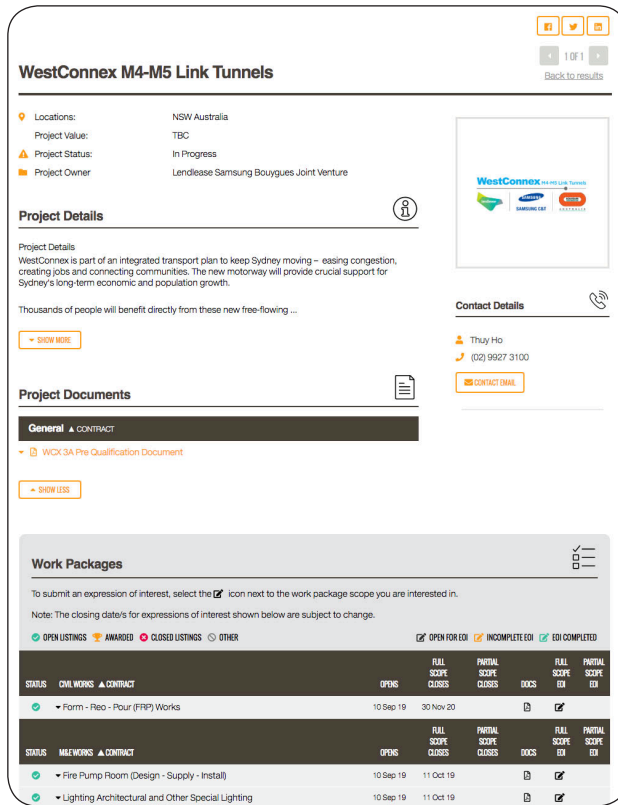 1 OF 1
WestConnex M4-M5 Link Tunnels
Back to results
Locations: NSW Australia
Project Value: TBC
Project Status: In Progress
Project Owner Lendlease Samsung Bouygues Joint Venture
WestConnex M4-M5 Link Tunnels
SAMSUNG
SAMSUNG C&T
AUSTRALIA
Project Details
Project Details
WestConnex is part of an integrated transport plan to keep Sydney moving – easing congestion,
creating jobs and connecting communities. The new motorway will provide crucial support for
Sydney's long-term economic and population growth.
Thousands of people will benefit directly from these new free-flowing ...
SHOW MORE
Contact Details
Thuy Ho
(02) 9927 3100
CONTACT EMAIL
Project Documents
General ▲ CONTRACT
WCX 3A Pre Qualification Document
SHOW LESS
Work Packages
To submit an expression of interest, select the icon next to the work package scope you are interested in.
Note: The closing date/s for expressions of interest shown below are subject to change.
OPEN LISTINGS AWARDED CLOSED LISTINGS OTHER OPEN FOR EOI INCOMPLETE EOI EOI COMPLETED
STATUS CIVIL WORKS ▲ CONTRACT OPENS FULL SCOPE CLOSES PARTIAL SCOPE CLOSES DOCS FULL SCOPE EOI PARTIAL SCOPE EOI
Form - Reo - Pour (FRP) Works 10 Sep 19 30 Nov 20
STATUS M&E WORKS ▲ CONTRACT OPENS FULL SCOPE CLOSES PARTIAL SCOPE CLOSES DOCS FULL SCOPE EOI PARTIAL SCOPE EOI
Fire Pump Room (Design - Supply - Install) 10 Sep 19 11 Oct 19
Lighting Architectural and Other Special Lighting 10 Sep 19 11 Oct 19